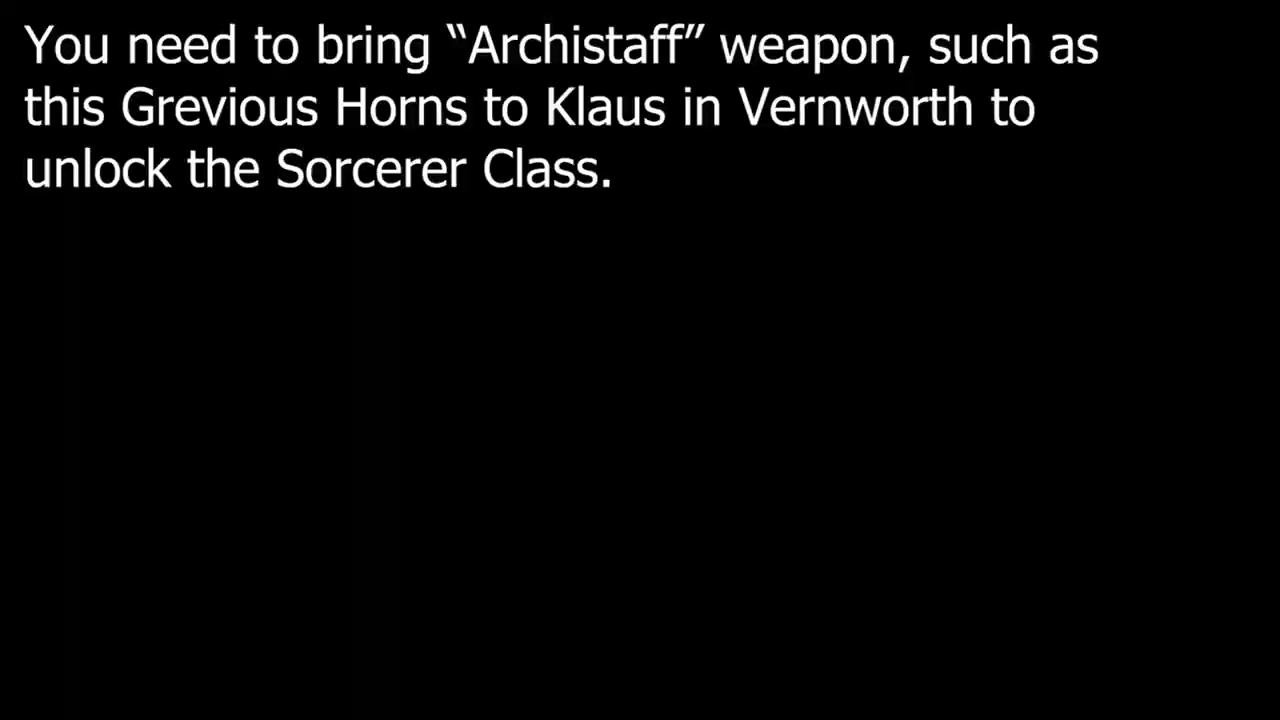 You need to bring “Archistaff” weapon, such as
this Grevious Horns to Klaus in Vernworth to
unlock the Sorcerer Class.